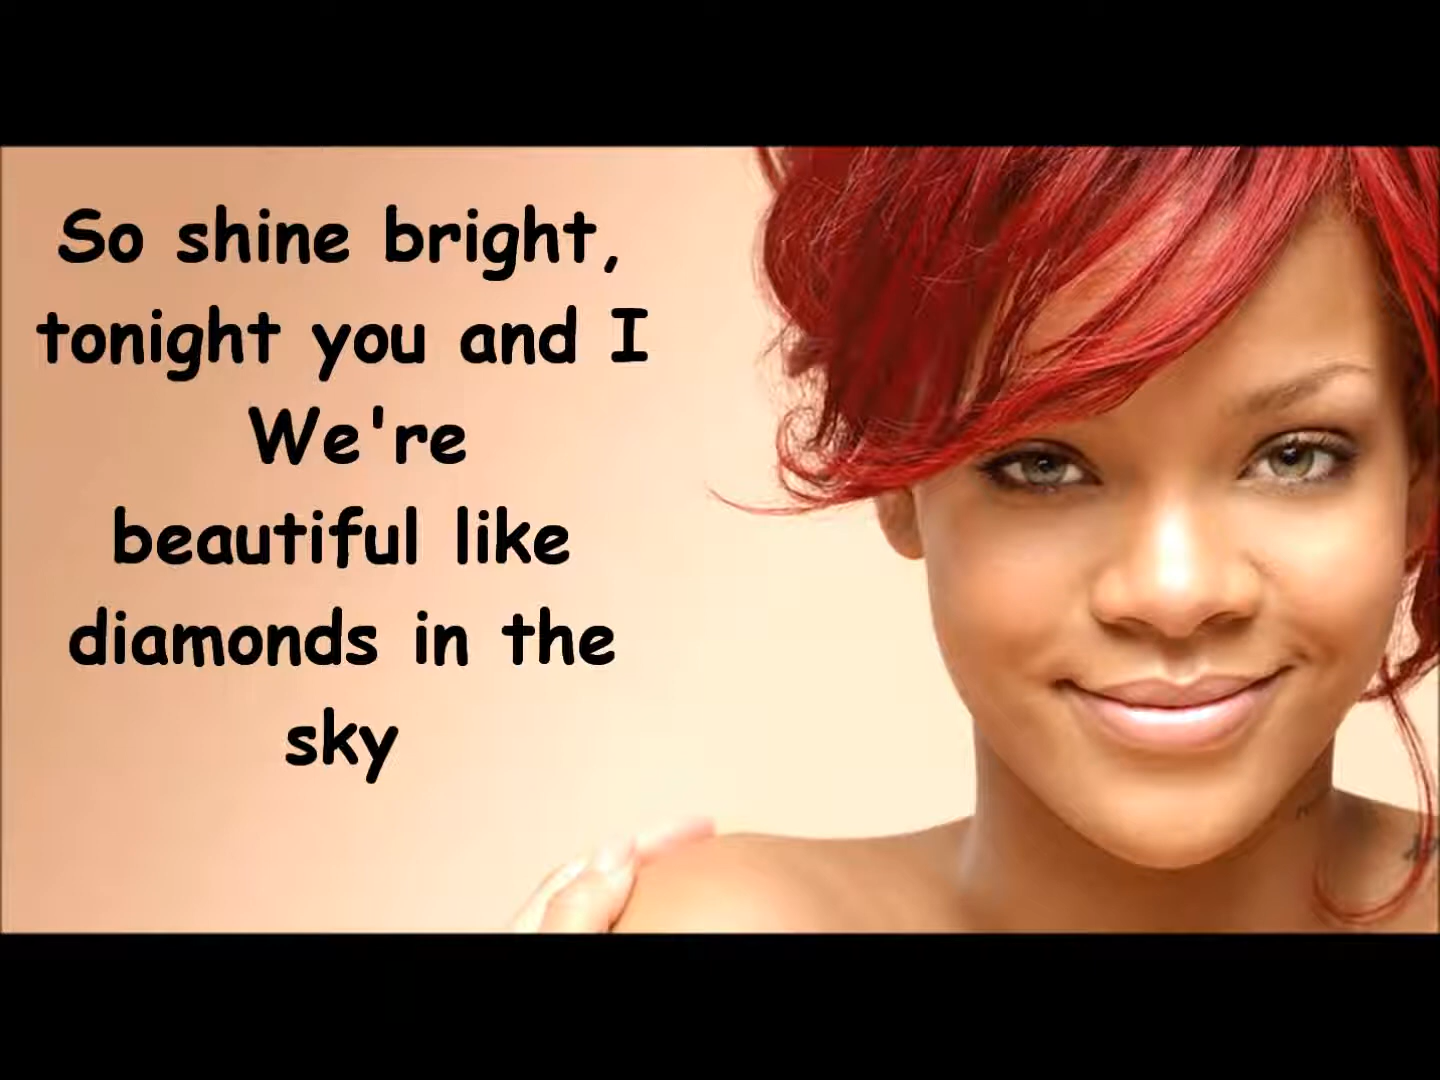 So shine bright,
tonight you and I
We're
beautiful like
diamonds in the
sky